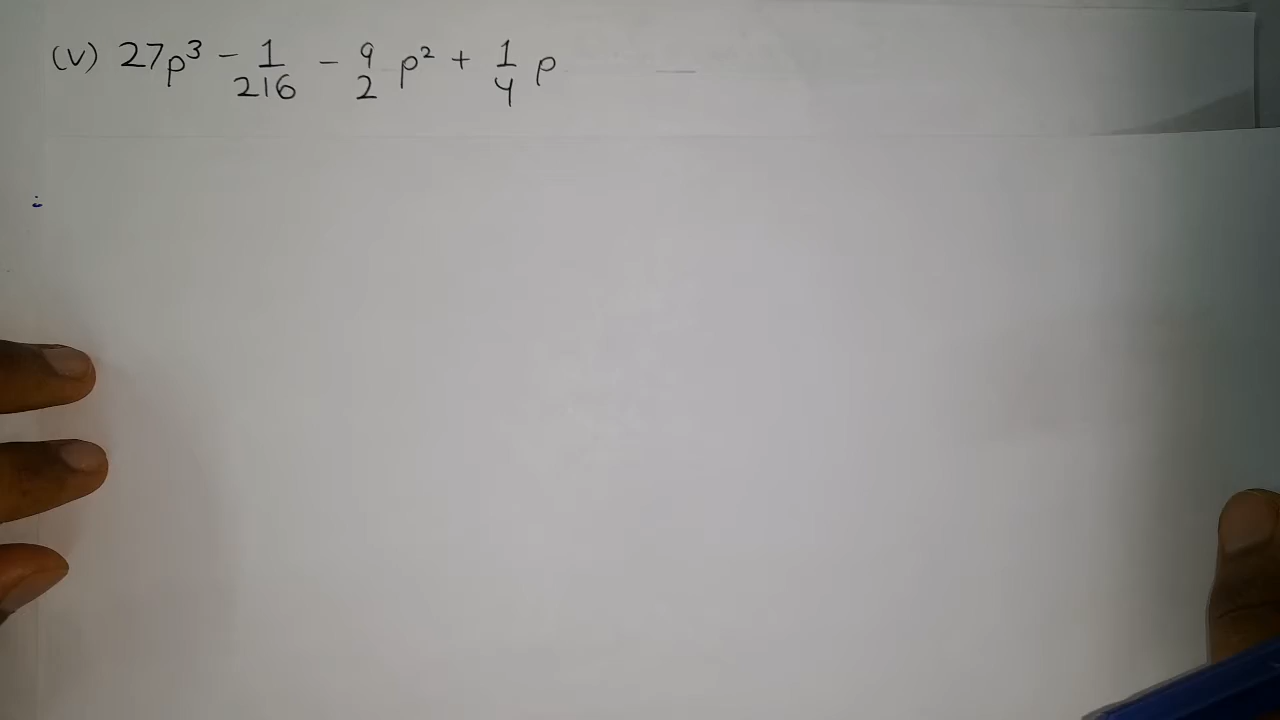 (v) 27p³ - 1/216 - 9/2 p² + 1/4 p